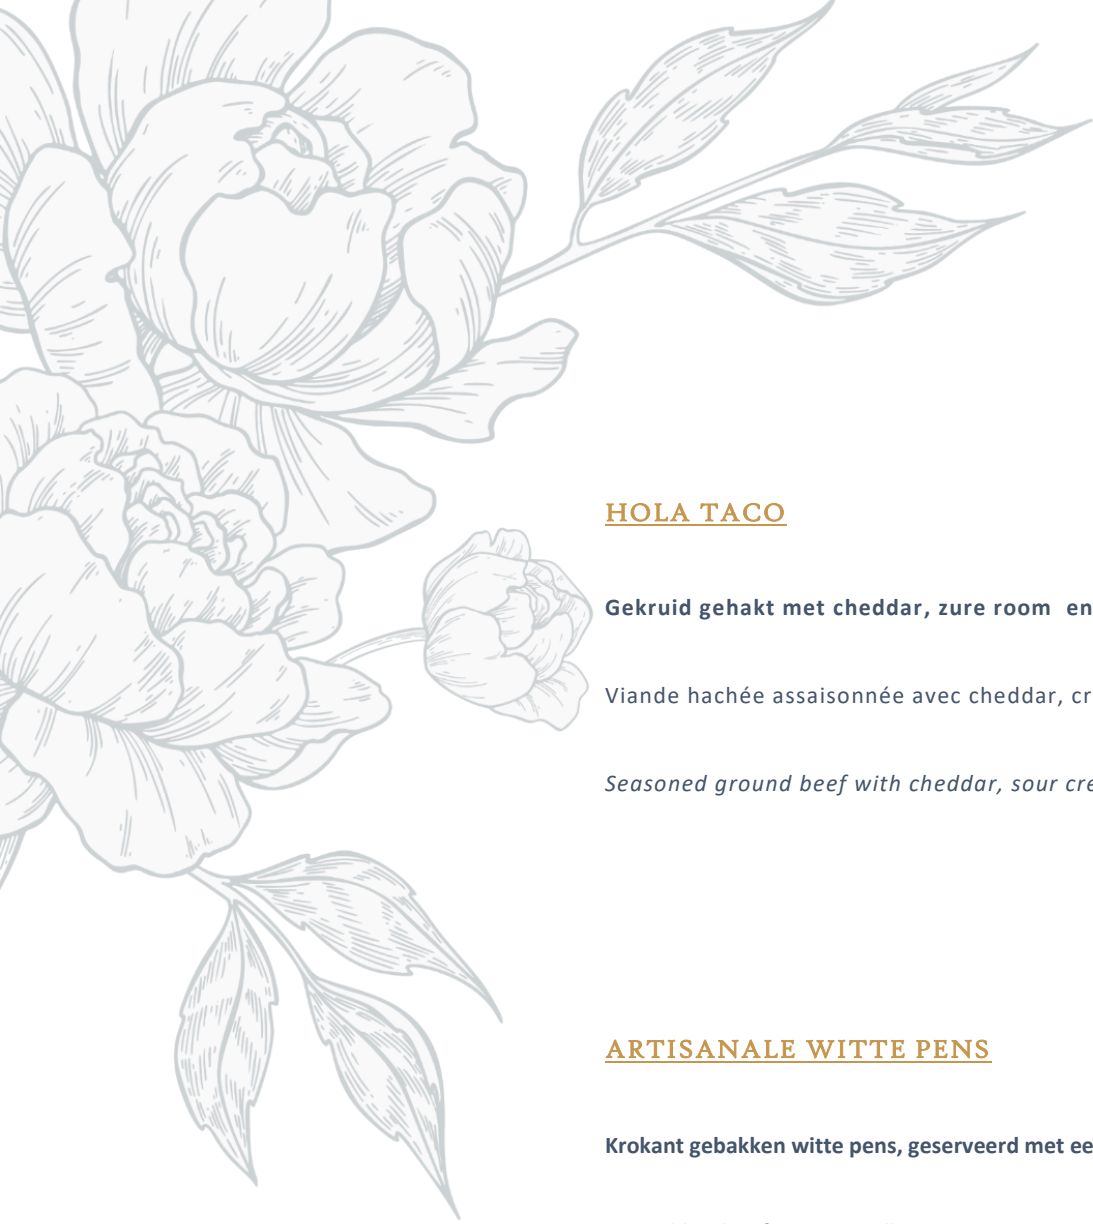 HOLA TACO
Gekruid gehakt met cheddar, zure room en
Viande hachée assaisonnée avec cheddar, cr
Seasoned ground beef with cheddar, sour cre
ARTISANALE WITTE PENS
Krokant gebakken witte pens, geserveerd met ee